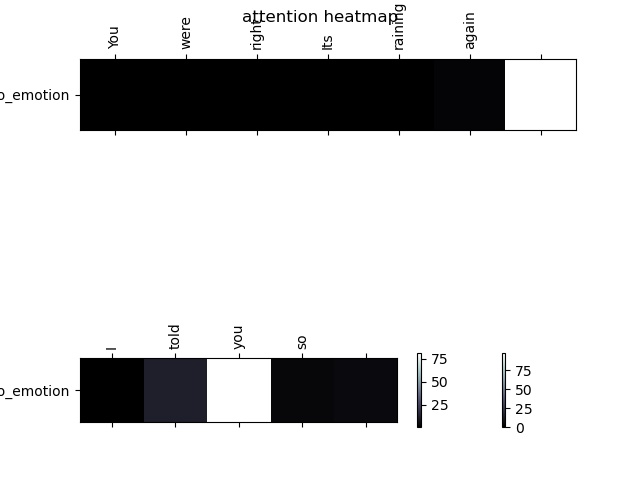 attention heatmap
You were right Its raining again
o_emotion
I told you so
o_emotion
75 50 25
75 50 25 0